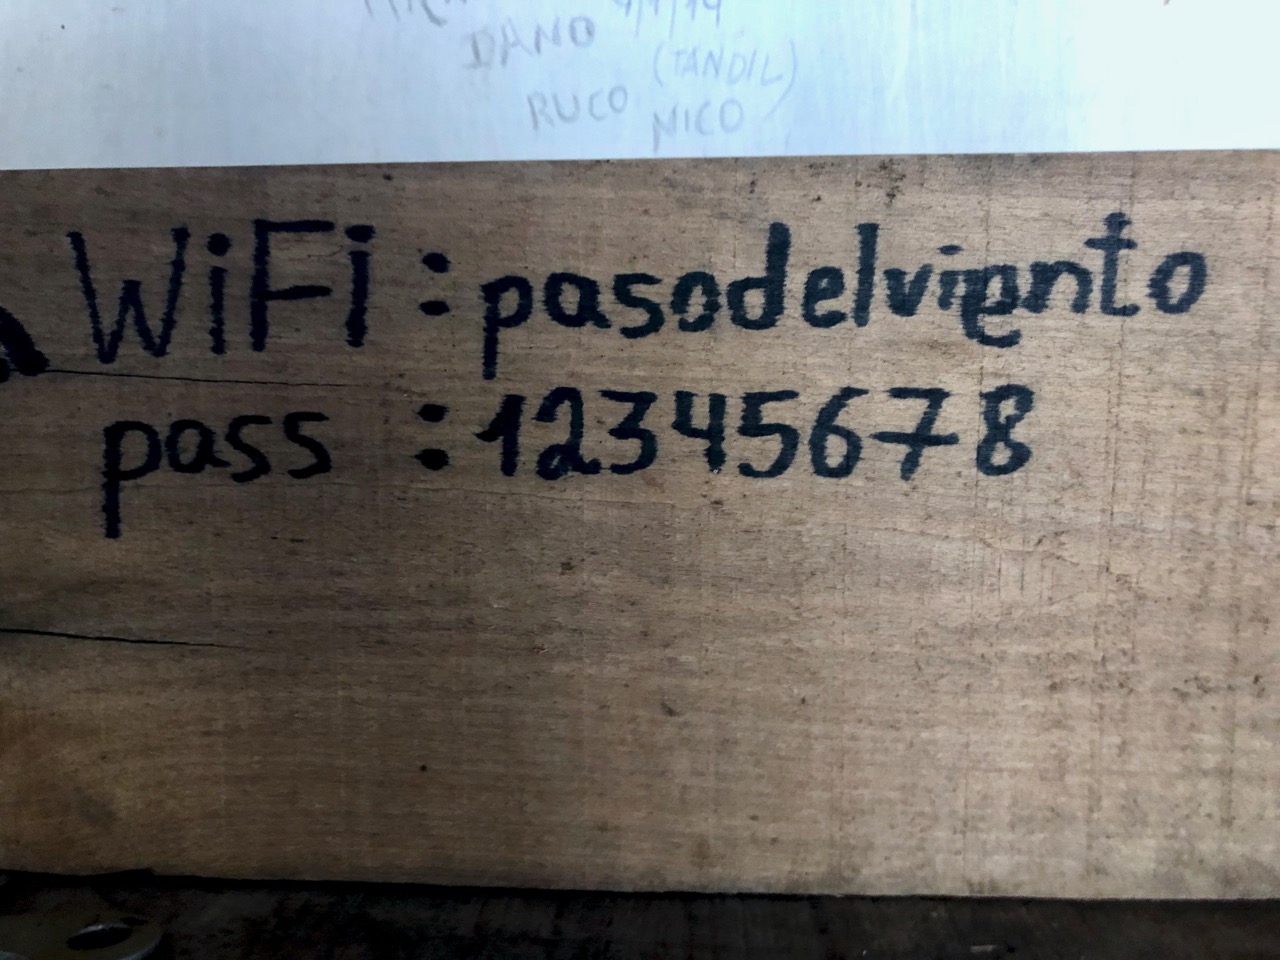 DANO
(TANDIL)
RUCO NICO
WiFi : pasodelviento
pass : 12345678